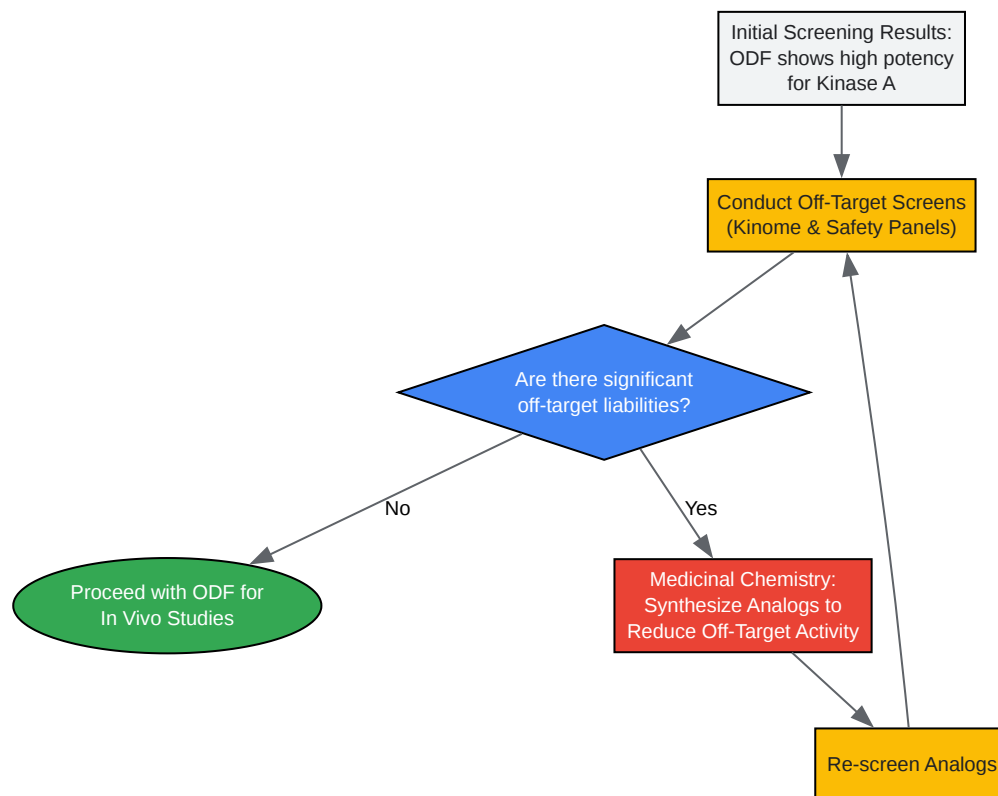 Initial Screening Results:
ODF shows high potency
for Kinase A
Conduct Off-Target Screens
(Kinome & Safety Panels)
Are there significant
off-target liabilities?
No
Yes
Proceed with ODF for
In Vivo Studies
Medicinal Chemistry:
Synthesize Analogs to
Reduce Off-Target Activity
Re-screen Analogs